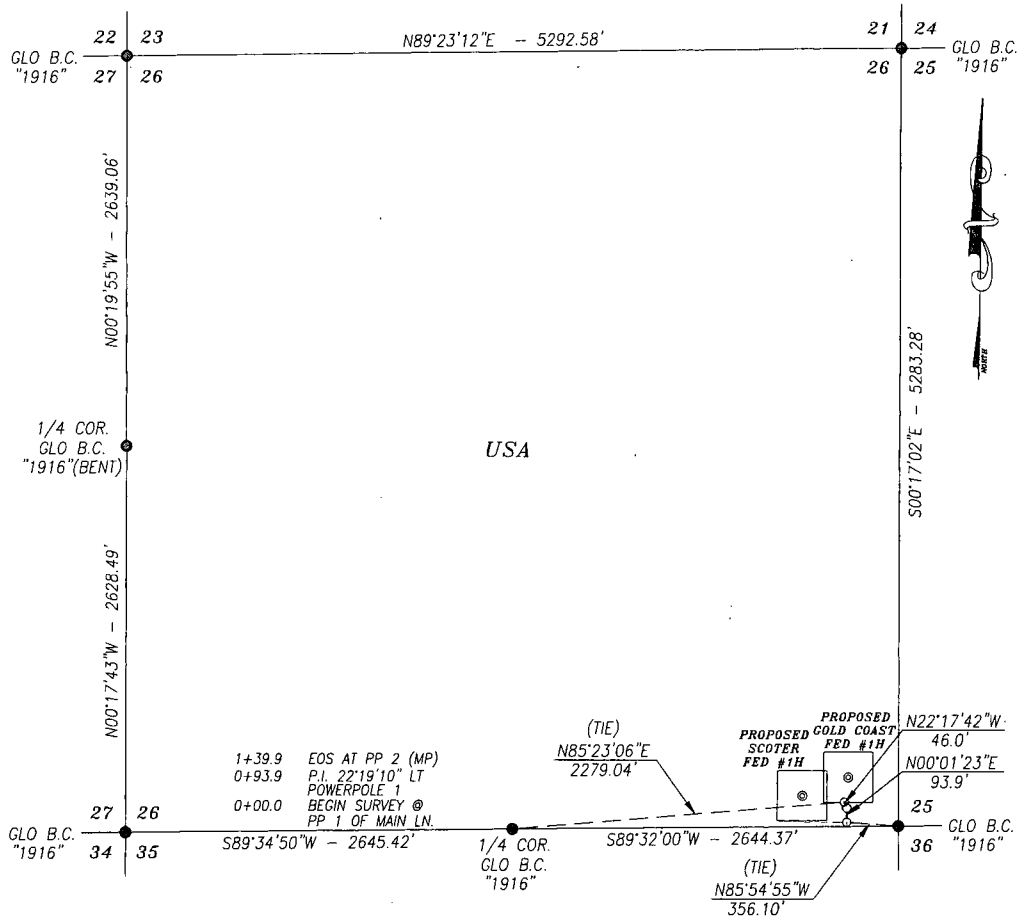 22 23
GLO B.C.
"1916"
27 26
N89°23'12"E – 5292.58'
21 24
GLO B.C.
"1916"
26 25
N00°19'55"W – 2639.06'
NORTH
1/4 COR.
GLO B.C.
"1916"(BENT)
USA
S00°17'02"E – 5283.28'
N00°17'43"W – 2628.49'
(TIE)
N85°23'06"E
2279.04'
PROPOSED
SCOTER
FED #1H
PROPOSED
GOLD COAST
FED #1H
N22°17'42"W
46.0'
N00°01'23"E
93.9'
1+39.9 EOS AT PP 2 (MP)
0+93.9 P.I. 22°19'10" LT
POWERPOLE 1
0+00.0 BEGIN SURVEY @
PP 1 OF MAIN LN.
27 26
GLO B.C.
"1916"
34 35
S89°34'50"W – 2645.42'
1/4 COR.
GLO B.C.
"1916"
S89°32'00"W – 2644.37'
25
GLO B.C.
"1916"
36
(TIE)
N85°54'55"W
356.10'